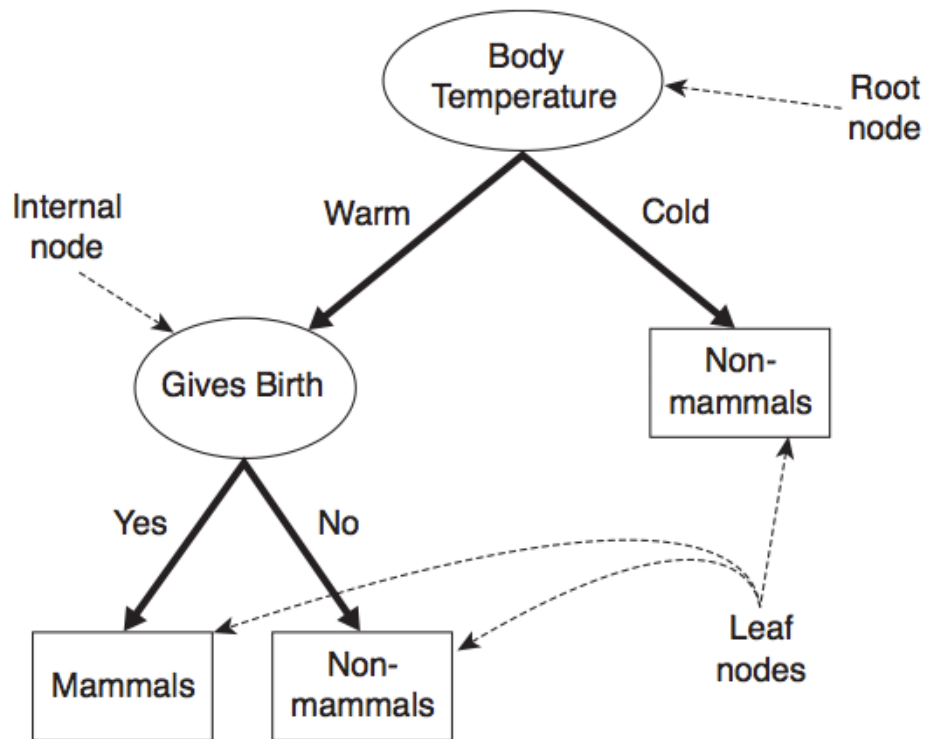 Body
Temperature
Root
node
Internal
node
Warm
Cold
Gives Birth
Non-
mammals
Yes
No
Mammals
Non-
mammals
Leaf
nodes